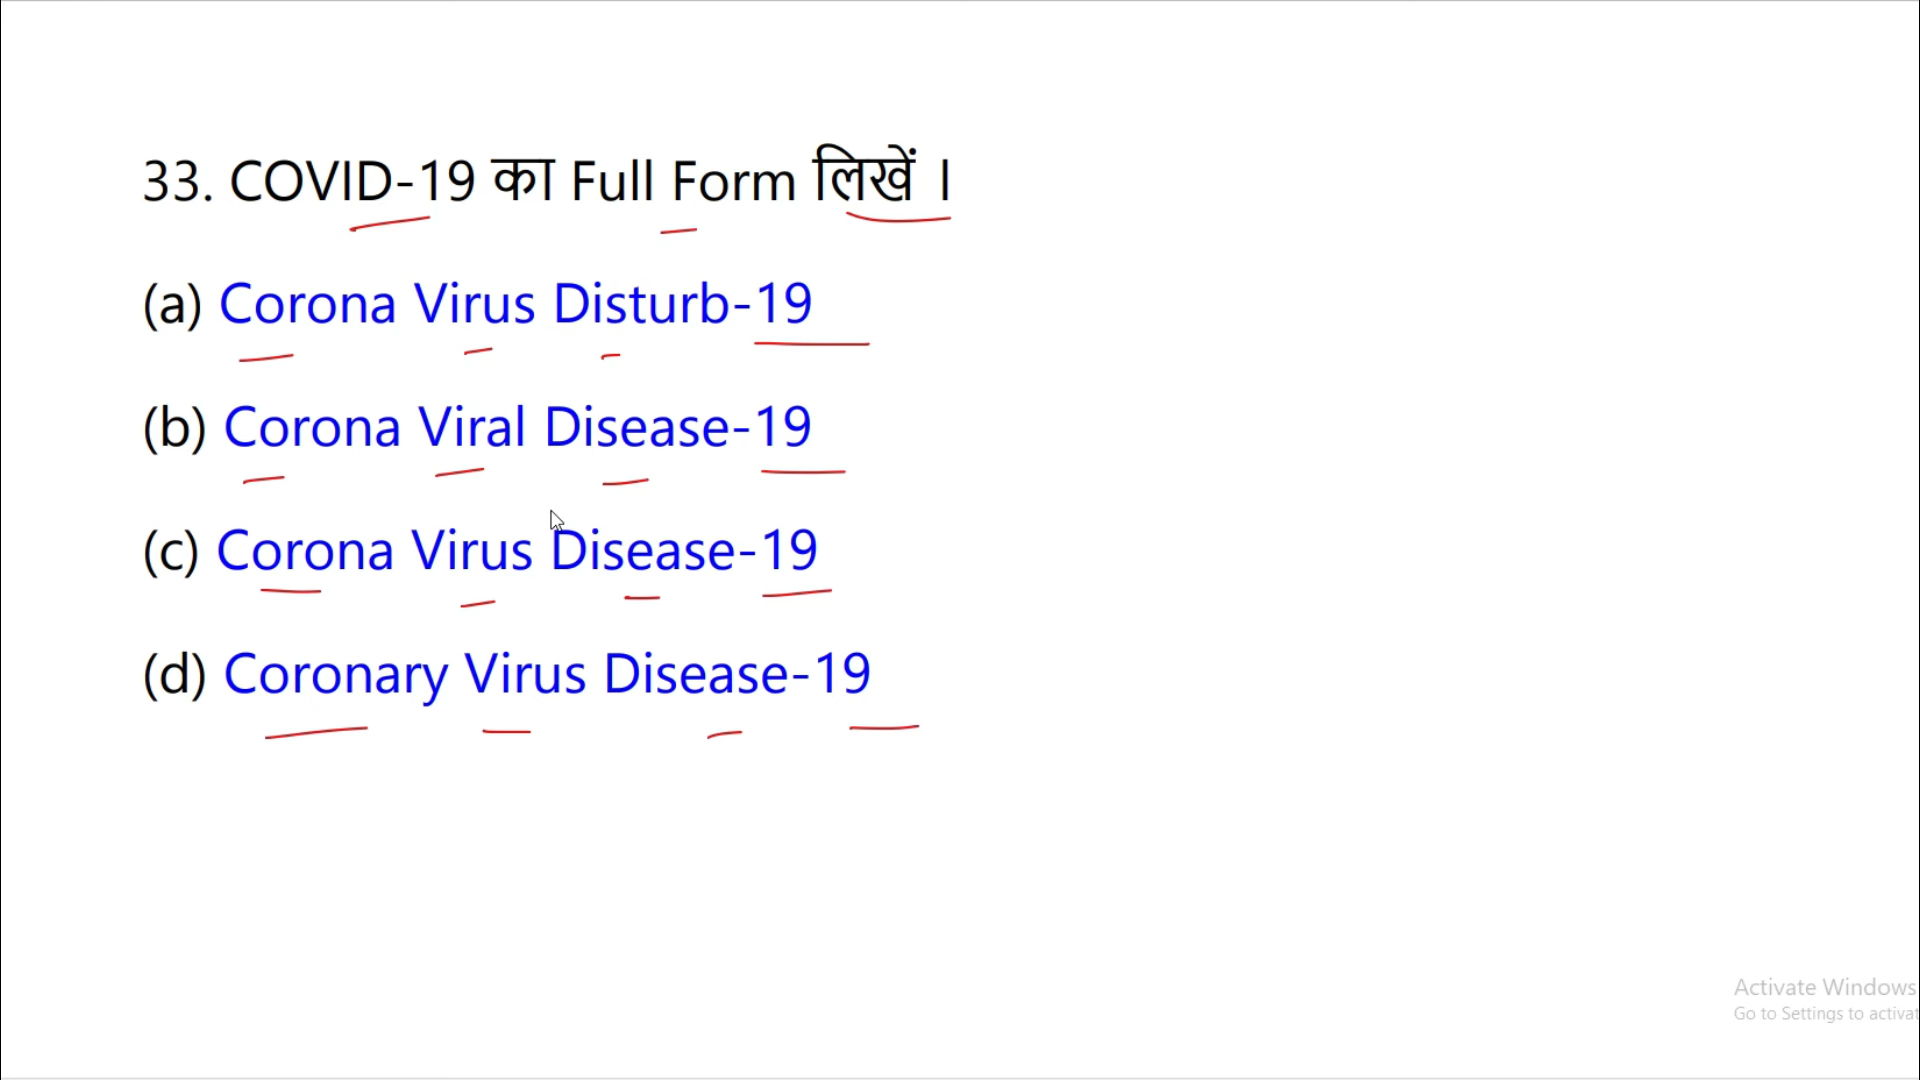 33. COVID-19 का Full Form लिखें ।
(a) Corona Virus Disturb-19
(b) Corona Viral Disease-19
(c) Corona Virus Disease-19
(d) Coronary Virus Disease-19
Activate Windows
Go to Settings to activat